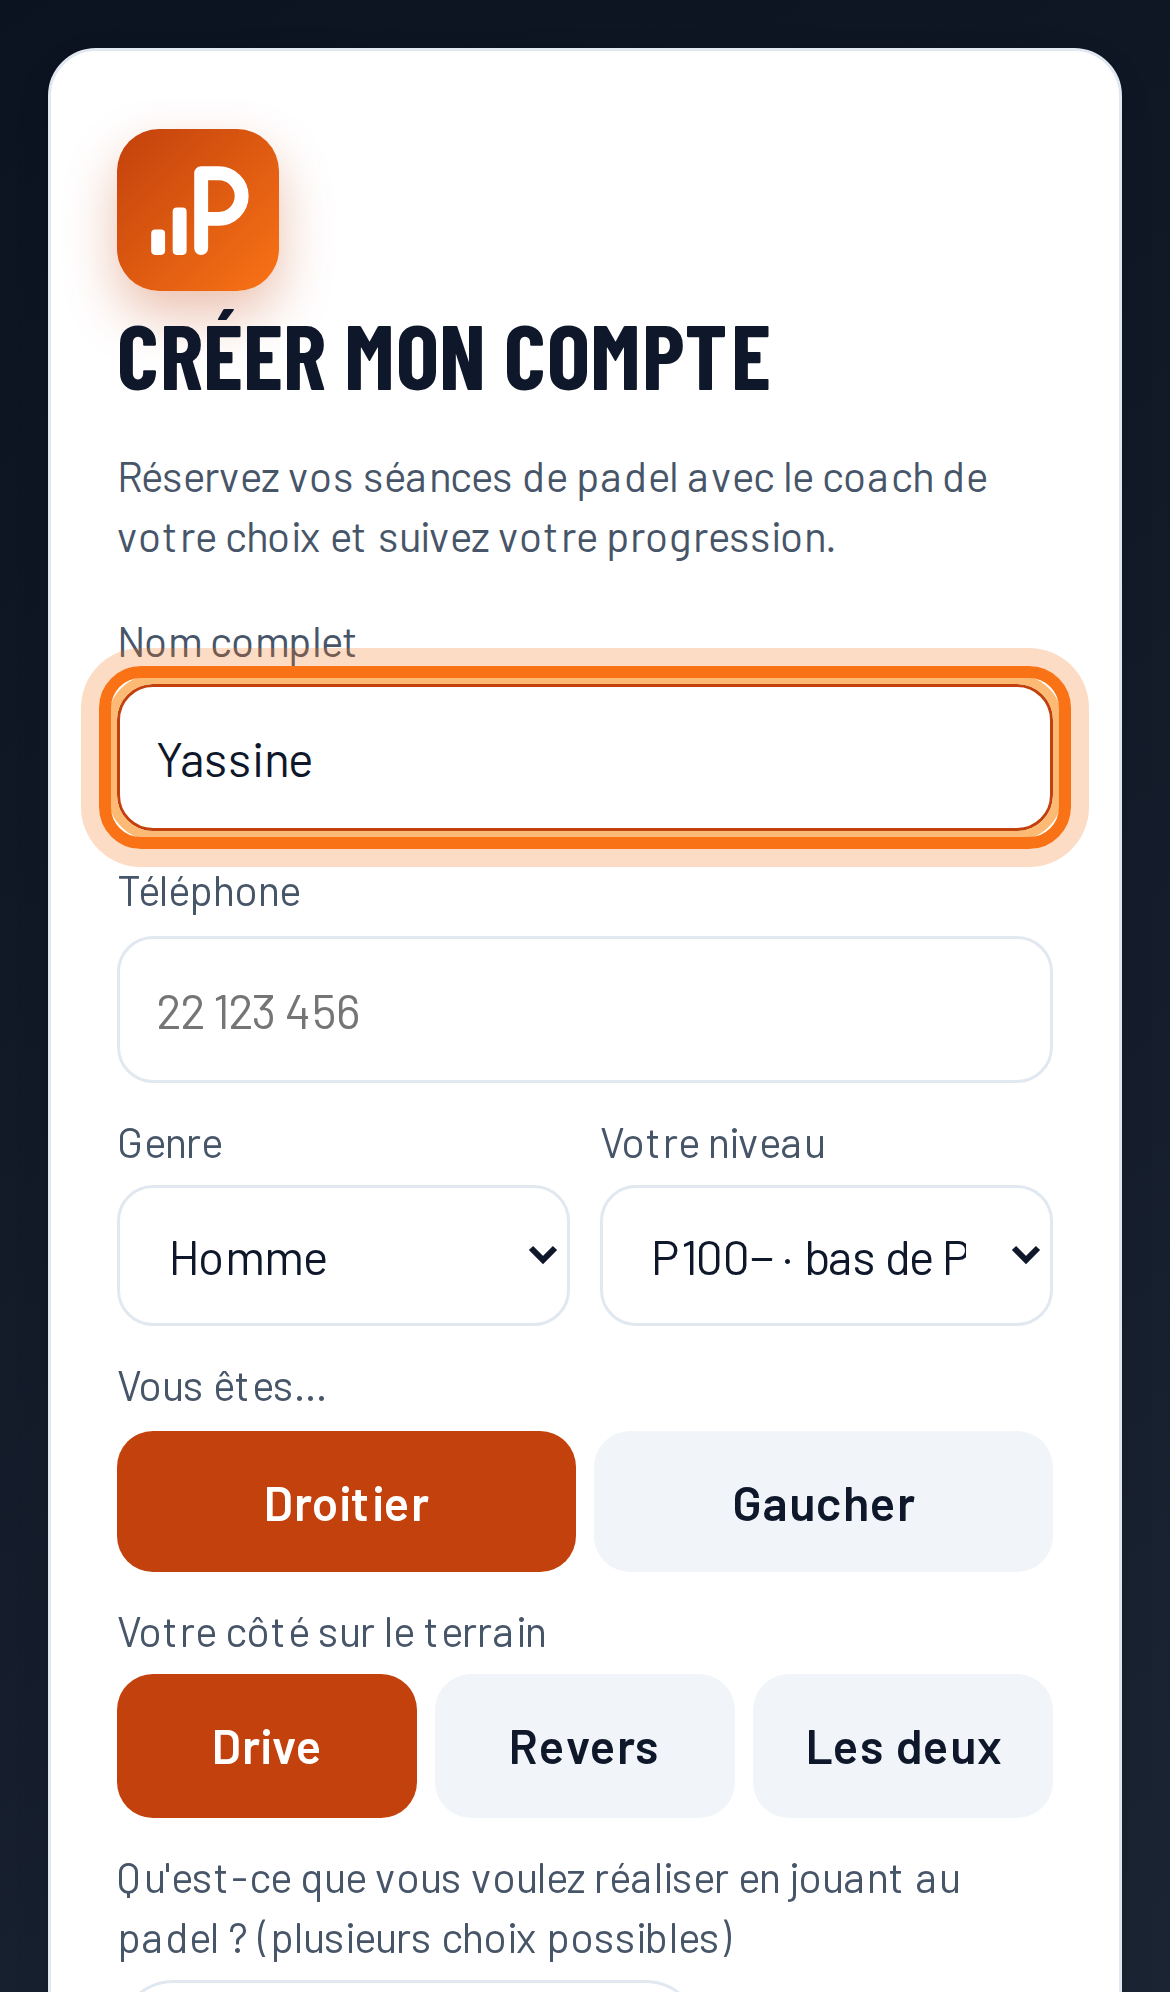 P
CRÉER MON COMPTE
Réservez vos séances de padel avec le coach de
votre choix et suivez votre progression.
Nom complet
Yassine
Téléphone
22 123 456
Genre
Votre niveau
Homme
P100– · bas de P
Vous êtes...
Droitier
Gaucher
Votre côté sur le terrain
Drive
Revers
Les deux
Qu'est-ce que vous voulez réaliser en jouant au
padel ? (plusieurs choix possibles)